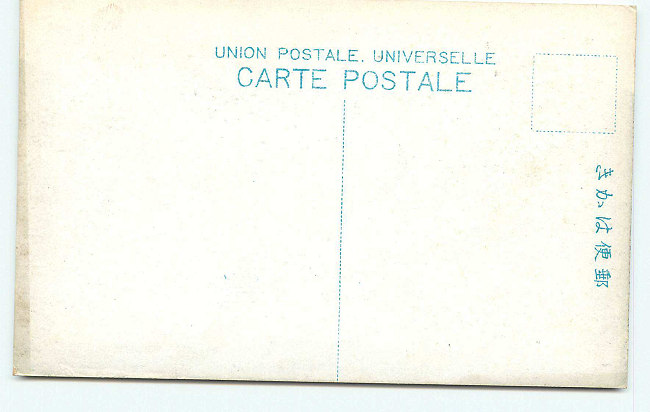 UNION POSTALE. UNIVERSELLE
CARTE POSTALE
郵便はかき